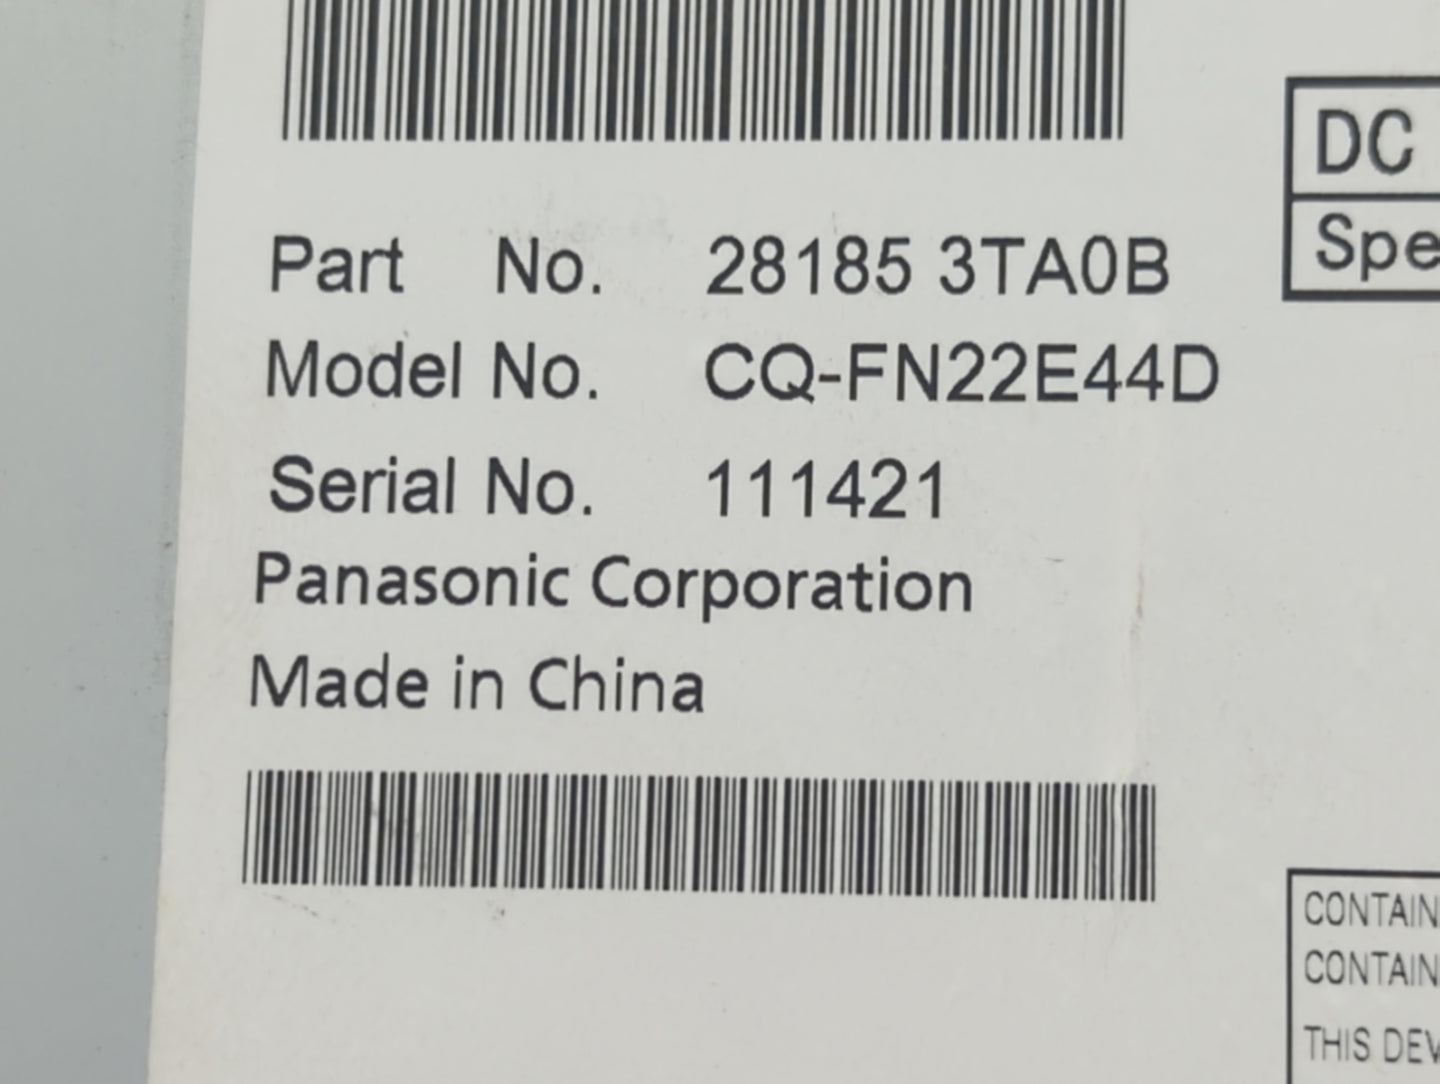 Part No. 28185 3TA0B
Model No. CQ-FN22E44D
Serial No. 111421
Panasonic Corporation
Made in China
DC
Spe
CONTAIN
CONTAIN
THIS DEV